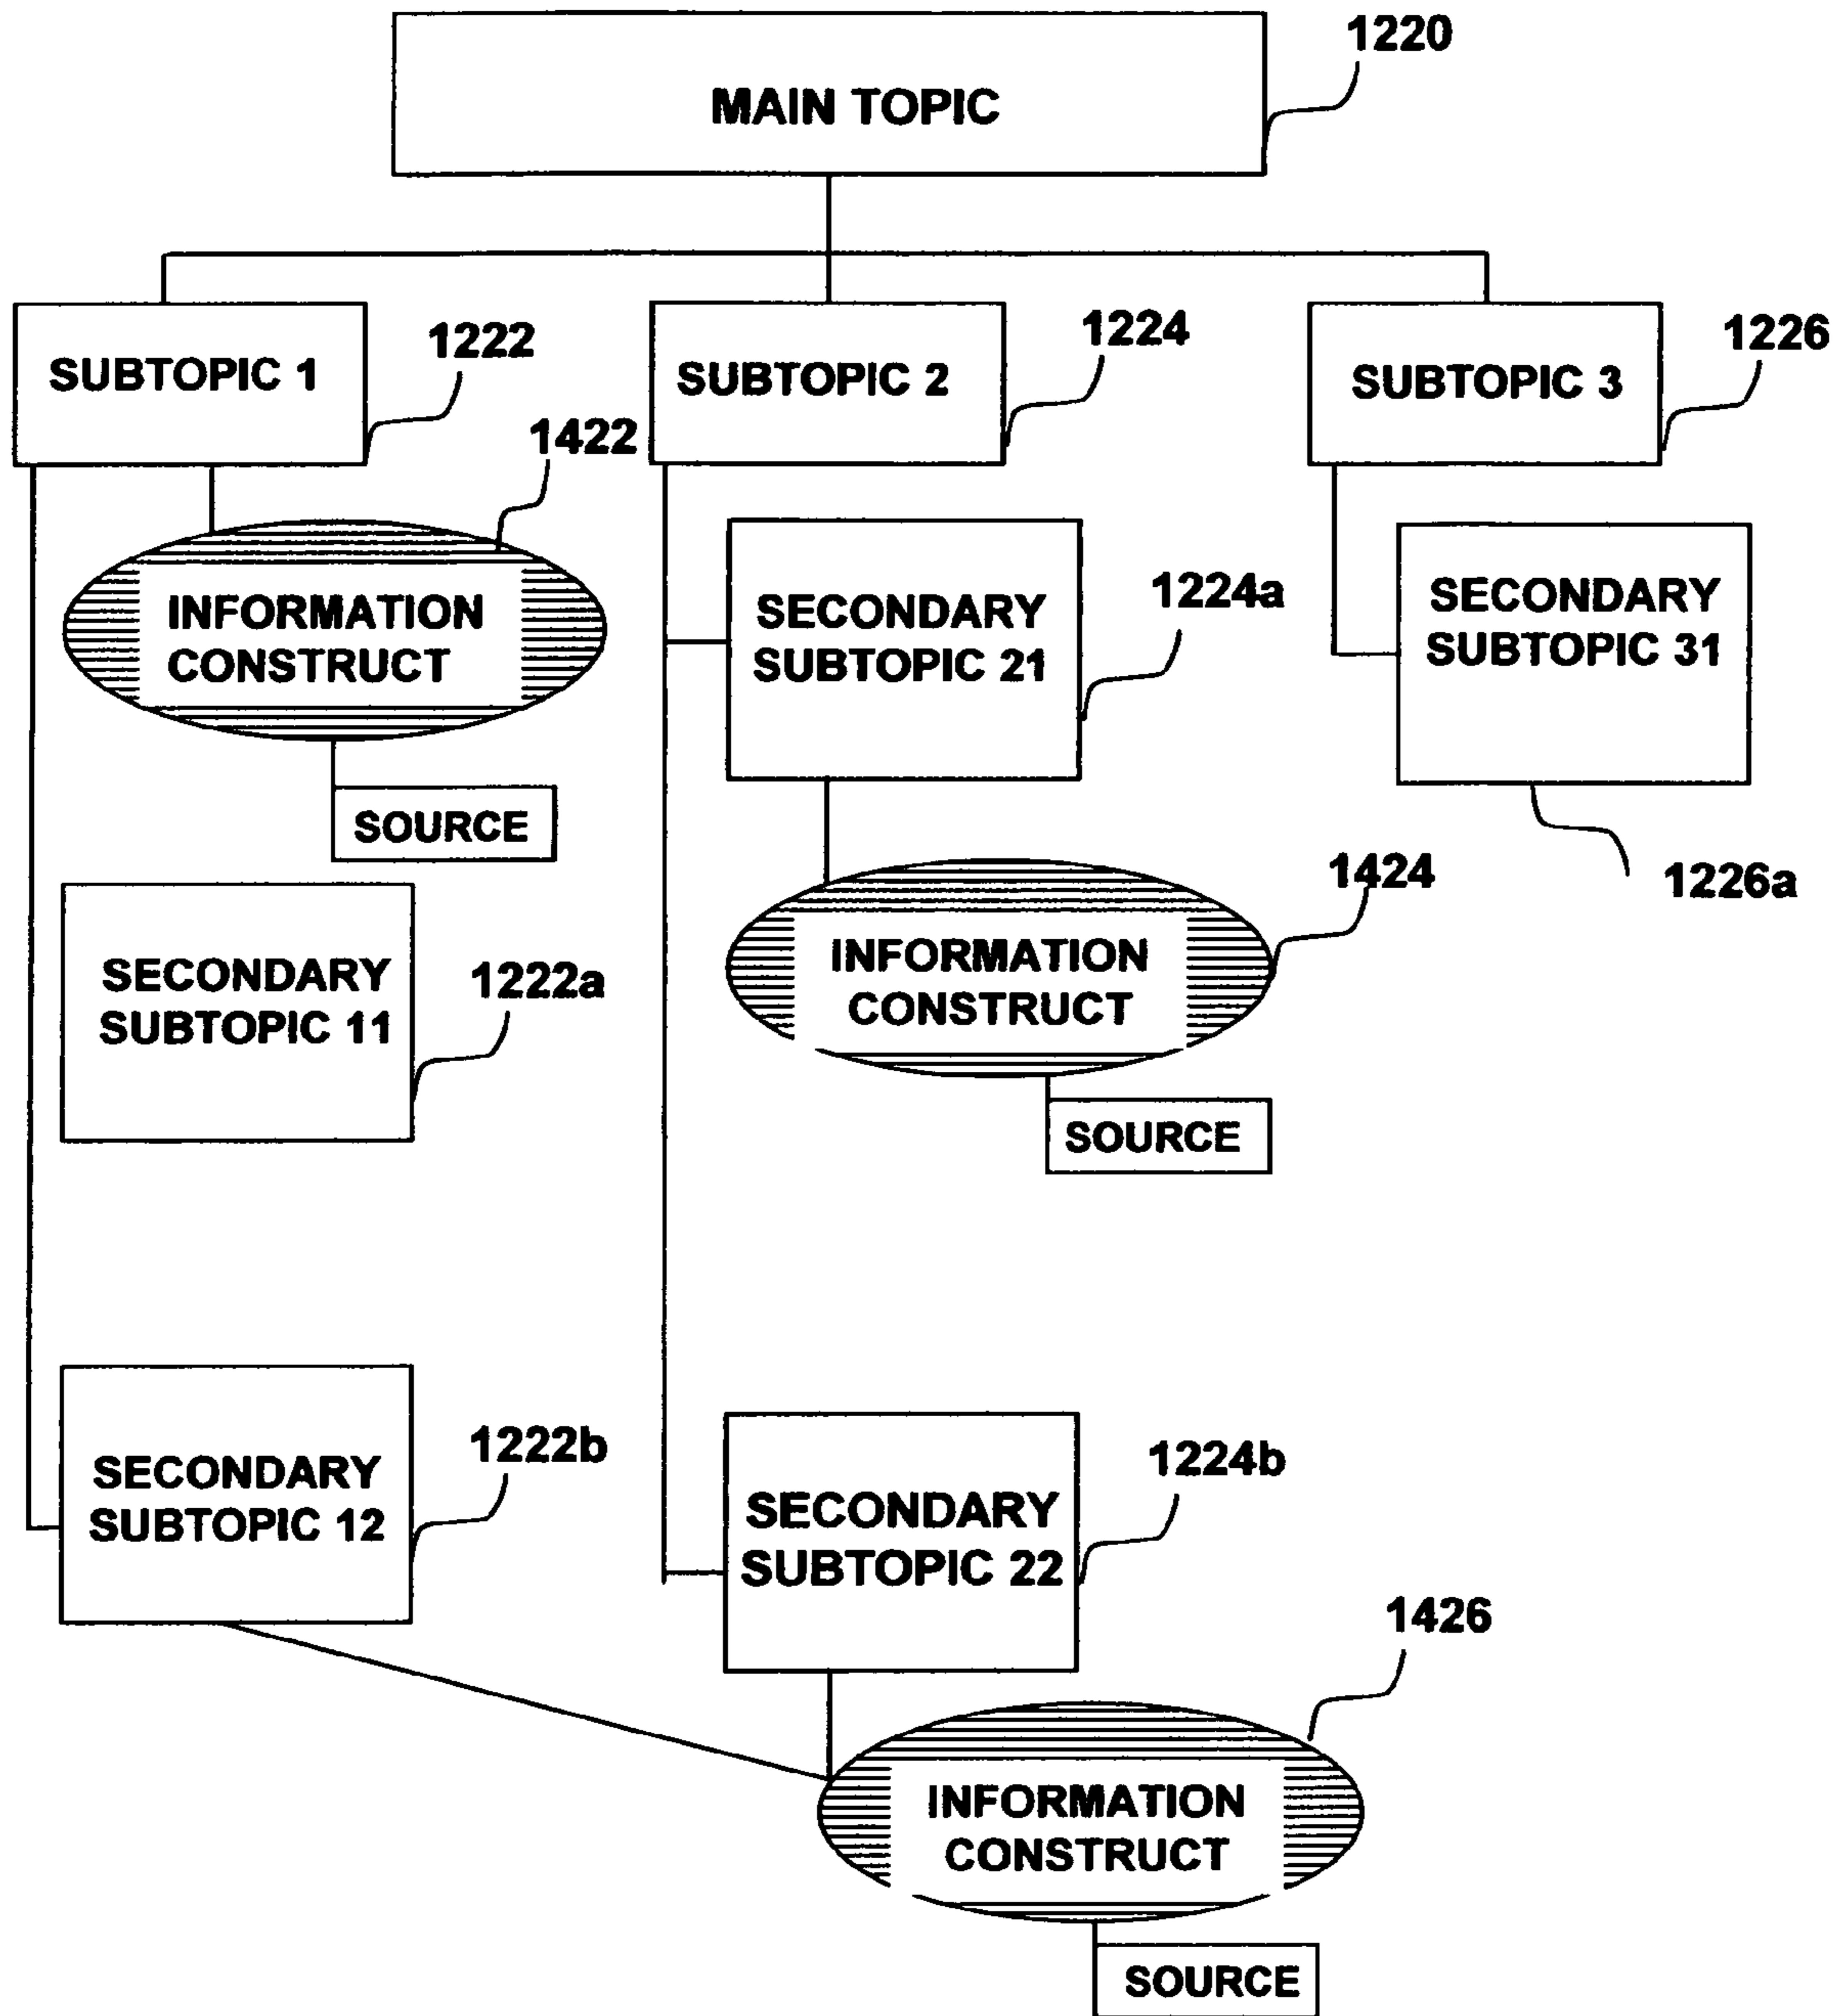 1220
MAIN TOPIC
SUBTOPIC 1
1222
SUBTOPIC 2
1224
SUBTOPIC 3
1226
1422
INFORMATION
CONSTRUCT
SOURCE
SECONDARY
SUBTOPIC 21
1224a
SECONDARY
SUBTOPIC 31
1226a
1424
INFORMATION
CONSTRUCT
SOURCE
SECONDARY
SUBTOPIC 11
1222a
SECONDARY
SUBTOPIC 12
1222b
SECONDARY
SUBTOPIC 22
1224b
1426
INFORMATION
CONSTRUCT
SOURCE